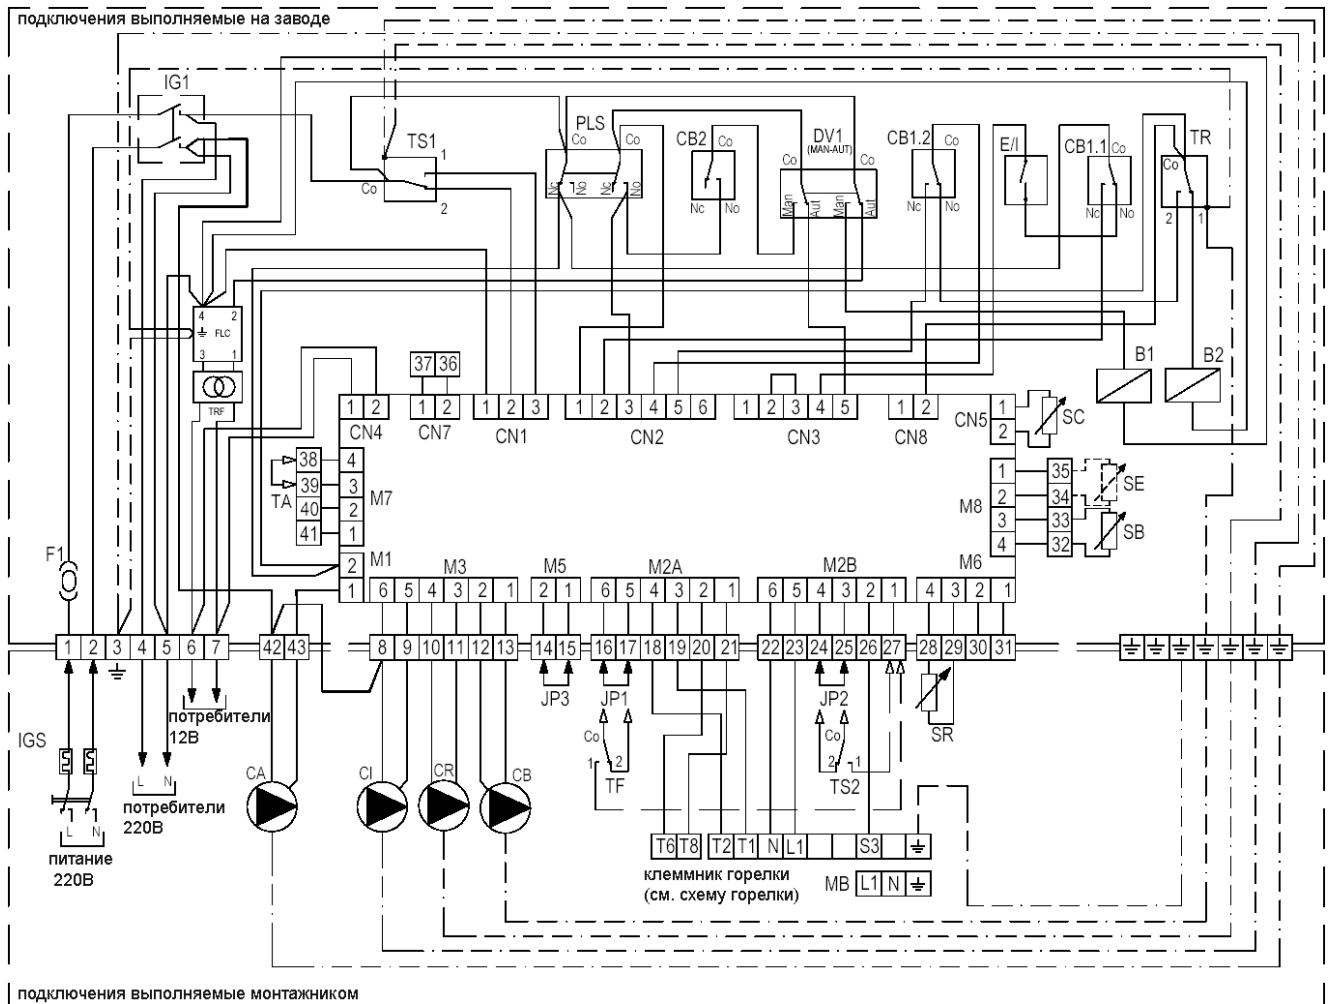 подключения выполняемые на заводе
IG1
TS1
1
Co
2
PLS
Co
Co
Nc
No
Nc
No
CB2
Co
Nc
No
DV1
(MAN-AUT)
Co
Co
Man
Aut
Man
Aut
CB1.2
Co
Nc
No
E/I
CB1.1
Co
Nc
No
TR
Co
2
1
4
2
FLC
3
1
TRF
B1
B2
37 36
1 2
CN4
1 2
CN7
1 2 3
CN1
1 2 3 4 5 6
CN2
1 2 3 4 5
CN3
1 2
CN8
CN5
1
2
SC
38 4
39 3
40 2
41 1
TA
M7
M8
1 35
2 34
3 33
4 32
SE
SB
F1
M1
2
1
M3
6 5 4 3 2 1
M5
2 1
M2A
6 5 4 3 2 1
M2B
6 5 4 3 2 1
M6
4 3 2 1
1 2 3 4 5 6 7 42 43 8 9 10 11 12 13 14 15 16 17 18 19 20 21 22 23 24 25 26 27 28 29 30 31
JP3
JP1
JP2
SR
потребители
12В
Co
1
2
TF
Co
2
1
TS2
IGS
L
N
потребители
220В
L
N
питание
220В
CA
CI
CR
CB
T6 T8 T2 T1 N L1 S3
клеммник горелки
(см. схему горелки)
MB L1 N
подключения выполняемые монтажником